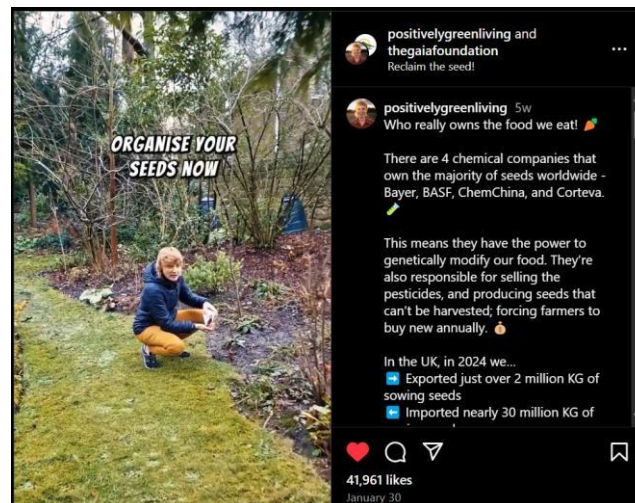 ORGANISE YOUR
SEEDS NOW
positivelygreenliving and
thegaiafoundation
Reclaim the seed!
positivelygreenliving 5w
Who really owns the food we eat! 🥕
There are 4 chemical companies that
own the majority of seeds worldwide -
Bayer, BASF, ChemChina, and Corteva.
🧪
This means they have the power to
genetically modify our food. They're
also responsible for selling the
pesticides, and producing seeds that
can't be harvested; forcing farmers to
buy new annually. 💰
In the UK, in 2024 we...
➡️ Exported just over 2 million KG of
sowing seeds
⬅️ Imported nearly 30 million KG of
41,961 likes
January 30